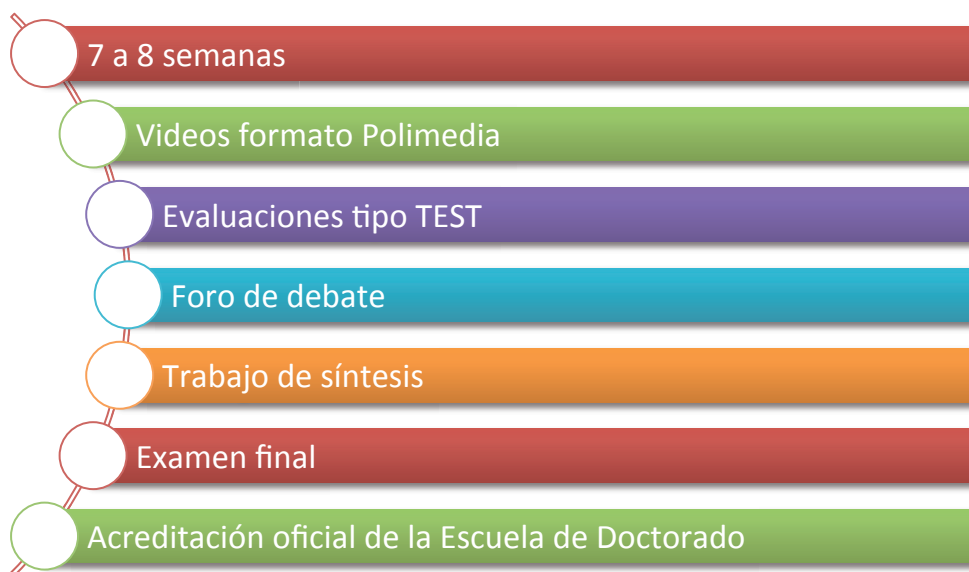 7 a 8 semanas
Videos formato Polimedia
Evaluaciones tipo TEST
Foro de debate
Trabajo de síntesis
Examen final
Acreditación oficial de la Escuela de Doctorado